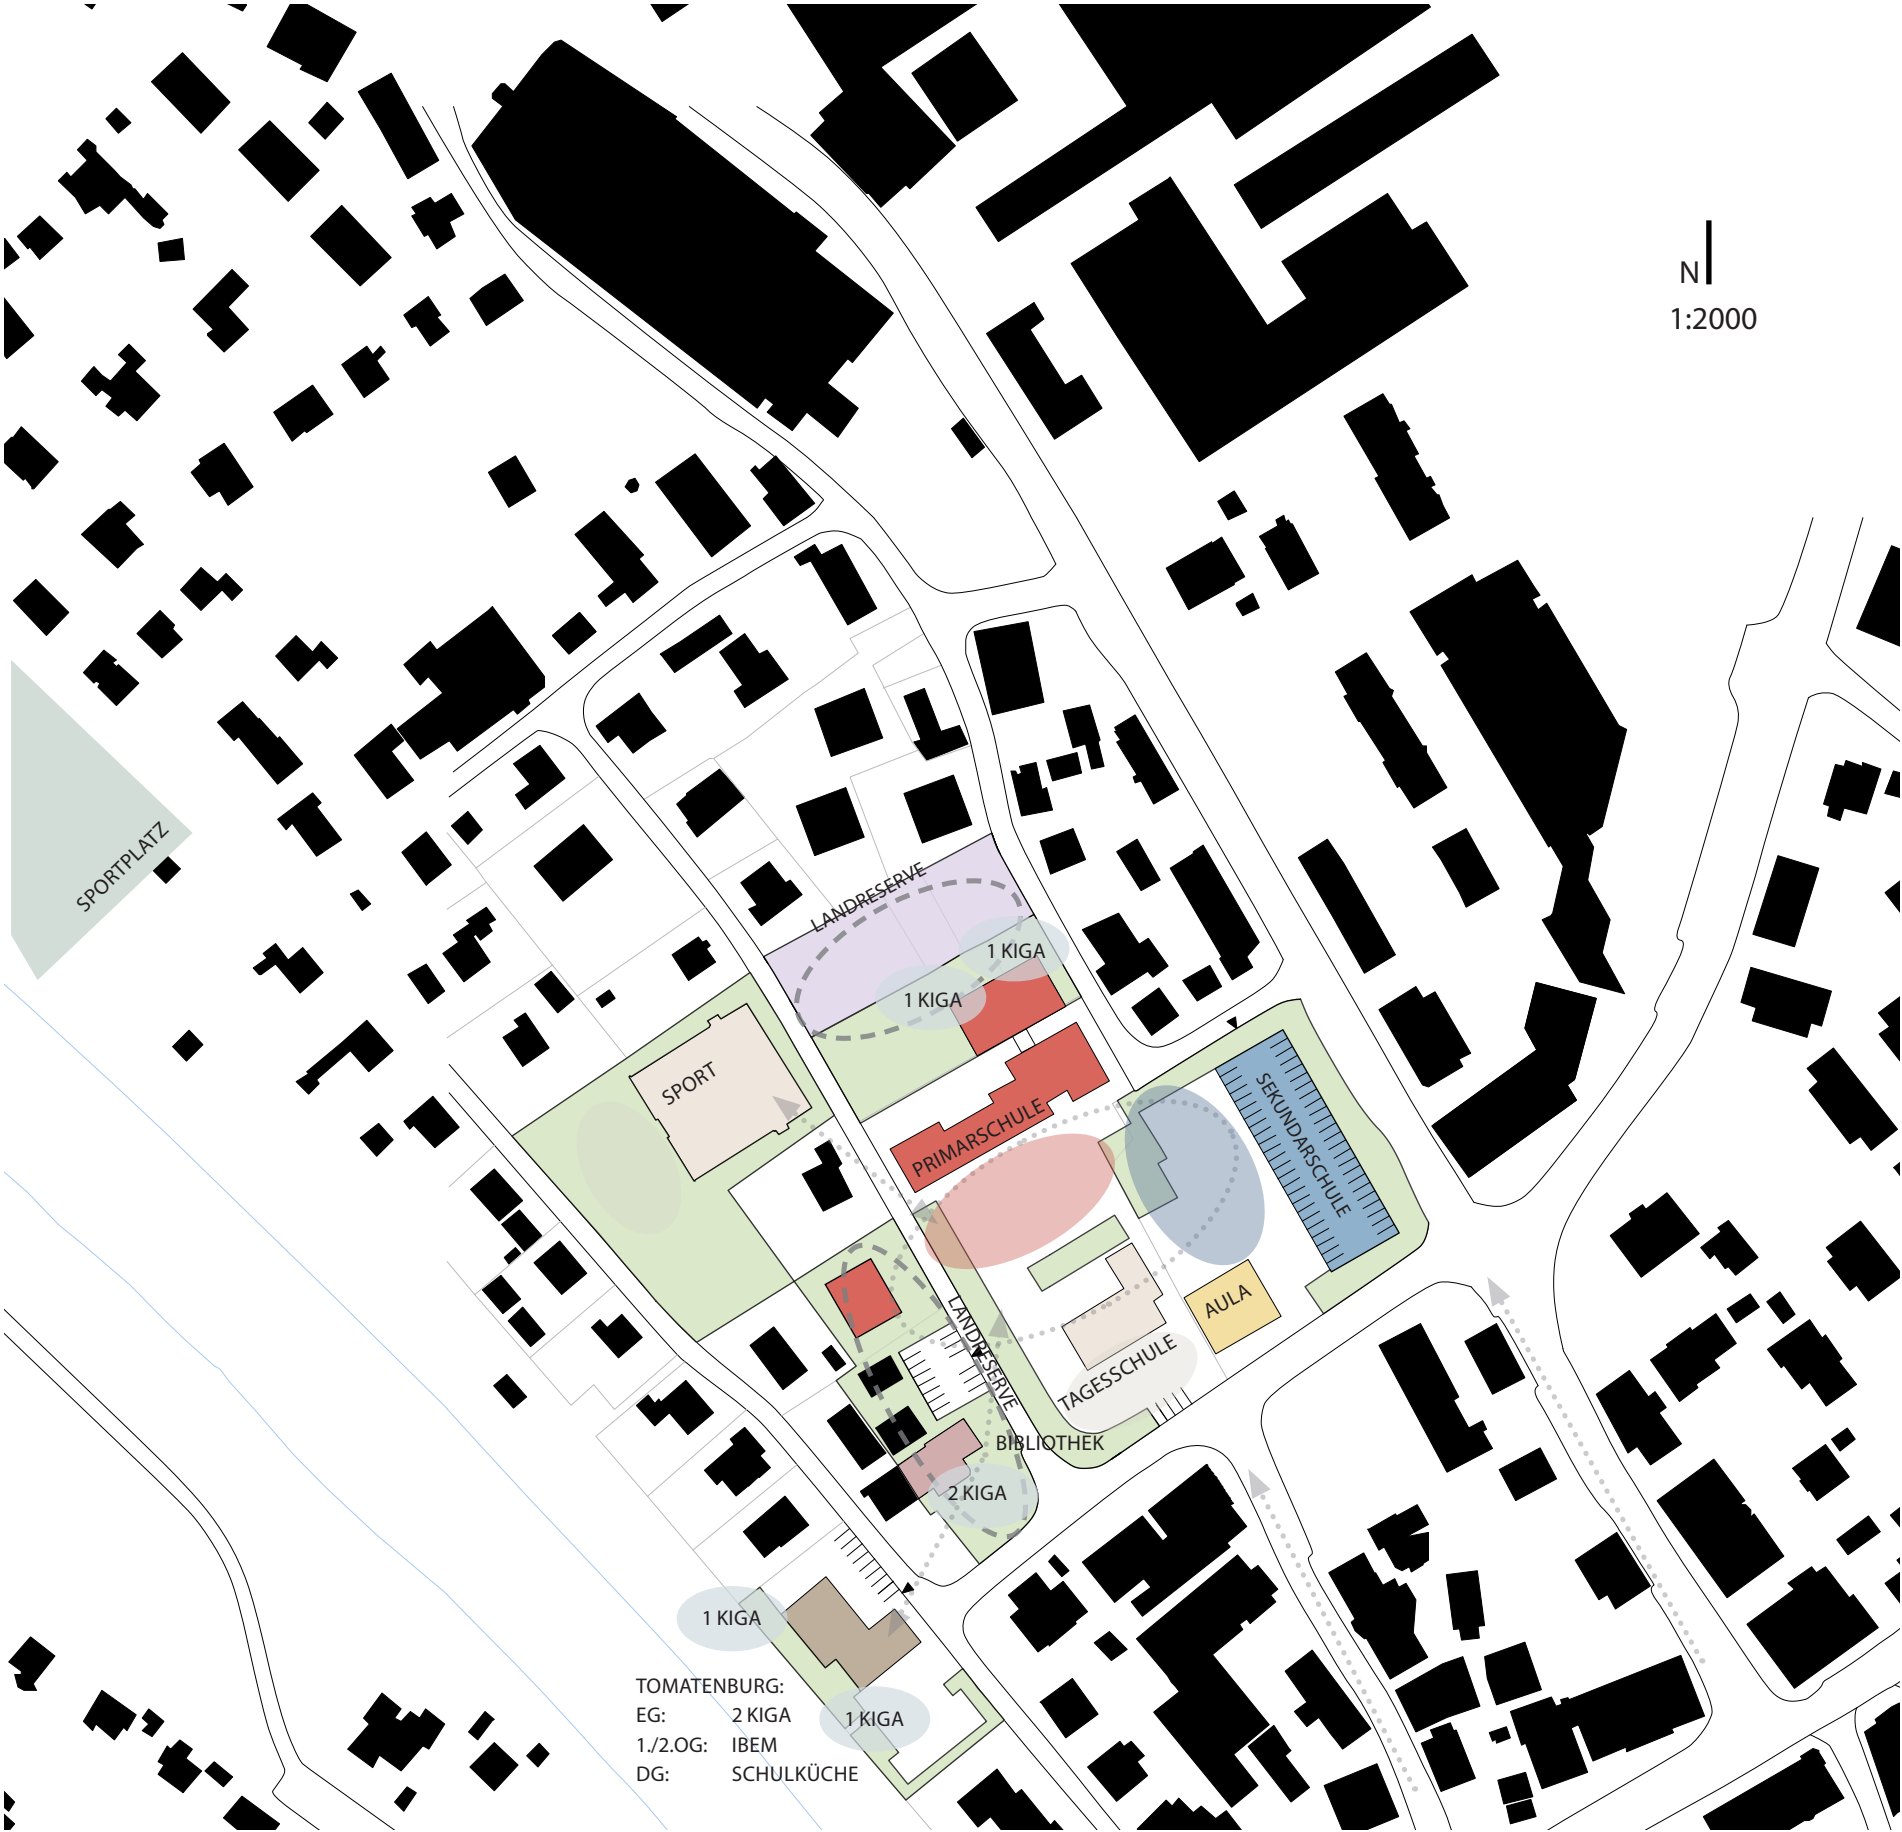 N
1:2000
SPORTPLATZ
LANDRESERVE
1 KIGA
1 KIGA
SPORT
SEKUNDARSCHULE
PRIMARSCHULE
LANDRESERVE
AULA
TAGESSCHULE
BIBLIOTHEK
2 KIGA
1 KIGA
TOMATENBURG:
EG: 2 KIGA
1 KIGA
1./2.OG: IBEM
DG: SCHULKÜCHE